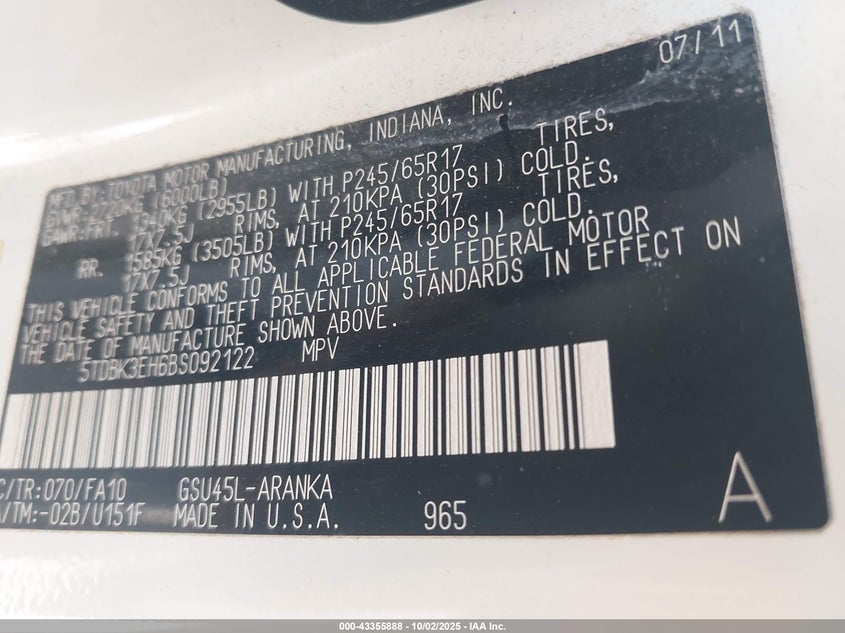 07/11
MFD.BY: TOYOTA MOTOR MANUFACTURING, INDIANA, INC.
GVWR: 2720KG (6000LB)
GAWR: FRT. 1340KG (2955LB) WITH P245/65R17 TIRES,
17X7.5J RIMS, AT 210KPA (30PSI) COLD.
RR. 1585KG (3505LB) WITH P245/65R17 TIRES,
17X7.5J RIMS, AT 210KPA (30PSI) COLD.
THIS VEHICLE CONFORMS TO ALL APPLICABLE FEDERAL MOTOR
VEHICLE SAFETY AND THEFT PREVENTION STANDARDS IN EFFECT ON
THE DATE OF MANUFACTURE SHOWN ABOVE.
5TDBK3EH6BS092122 MPV
C/TR:070/FA10 GSU45L-ARANKA
/TM:-02B/U151F MADE IN U.S.A. 965 A
000-43355888 - 10/02/2025 - IAA Inc.